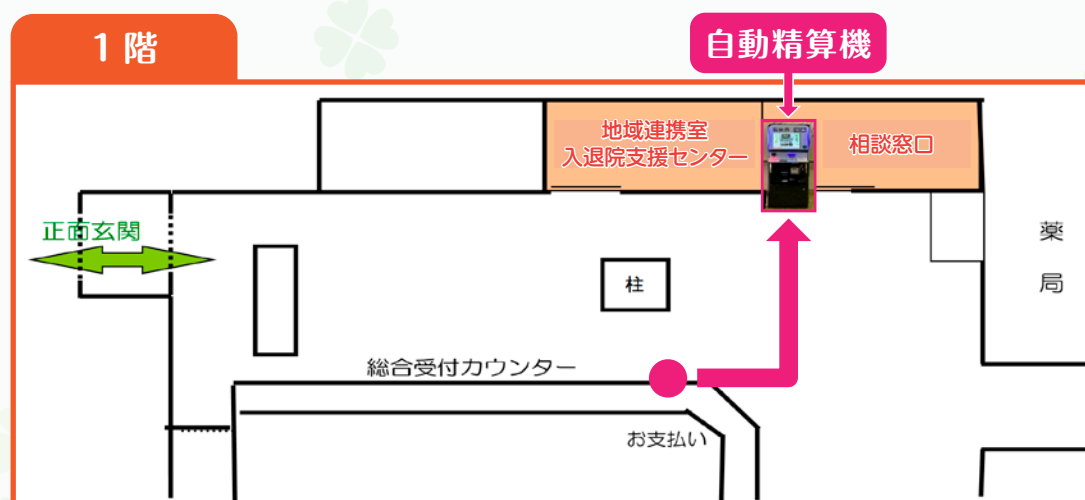 1階
自動精算機
地域連携室
入退院支援センター
相談窓口
正面玄関
薬
局
柱
総合受付カウンター
お支払い